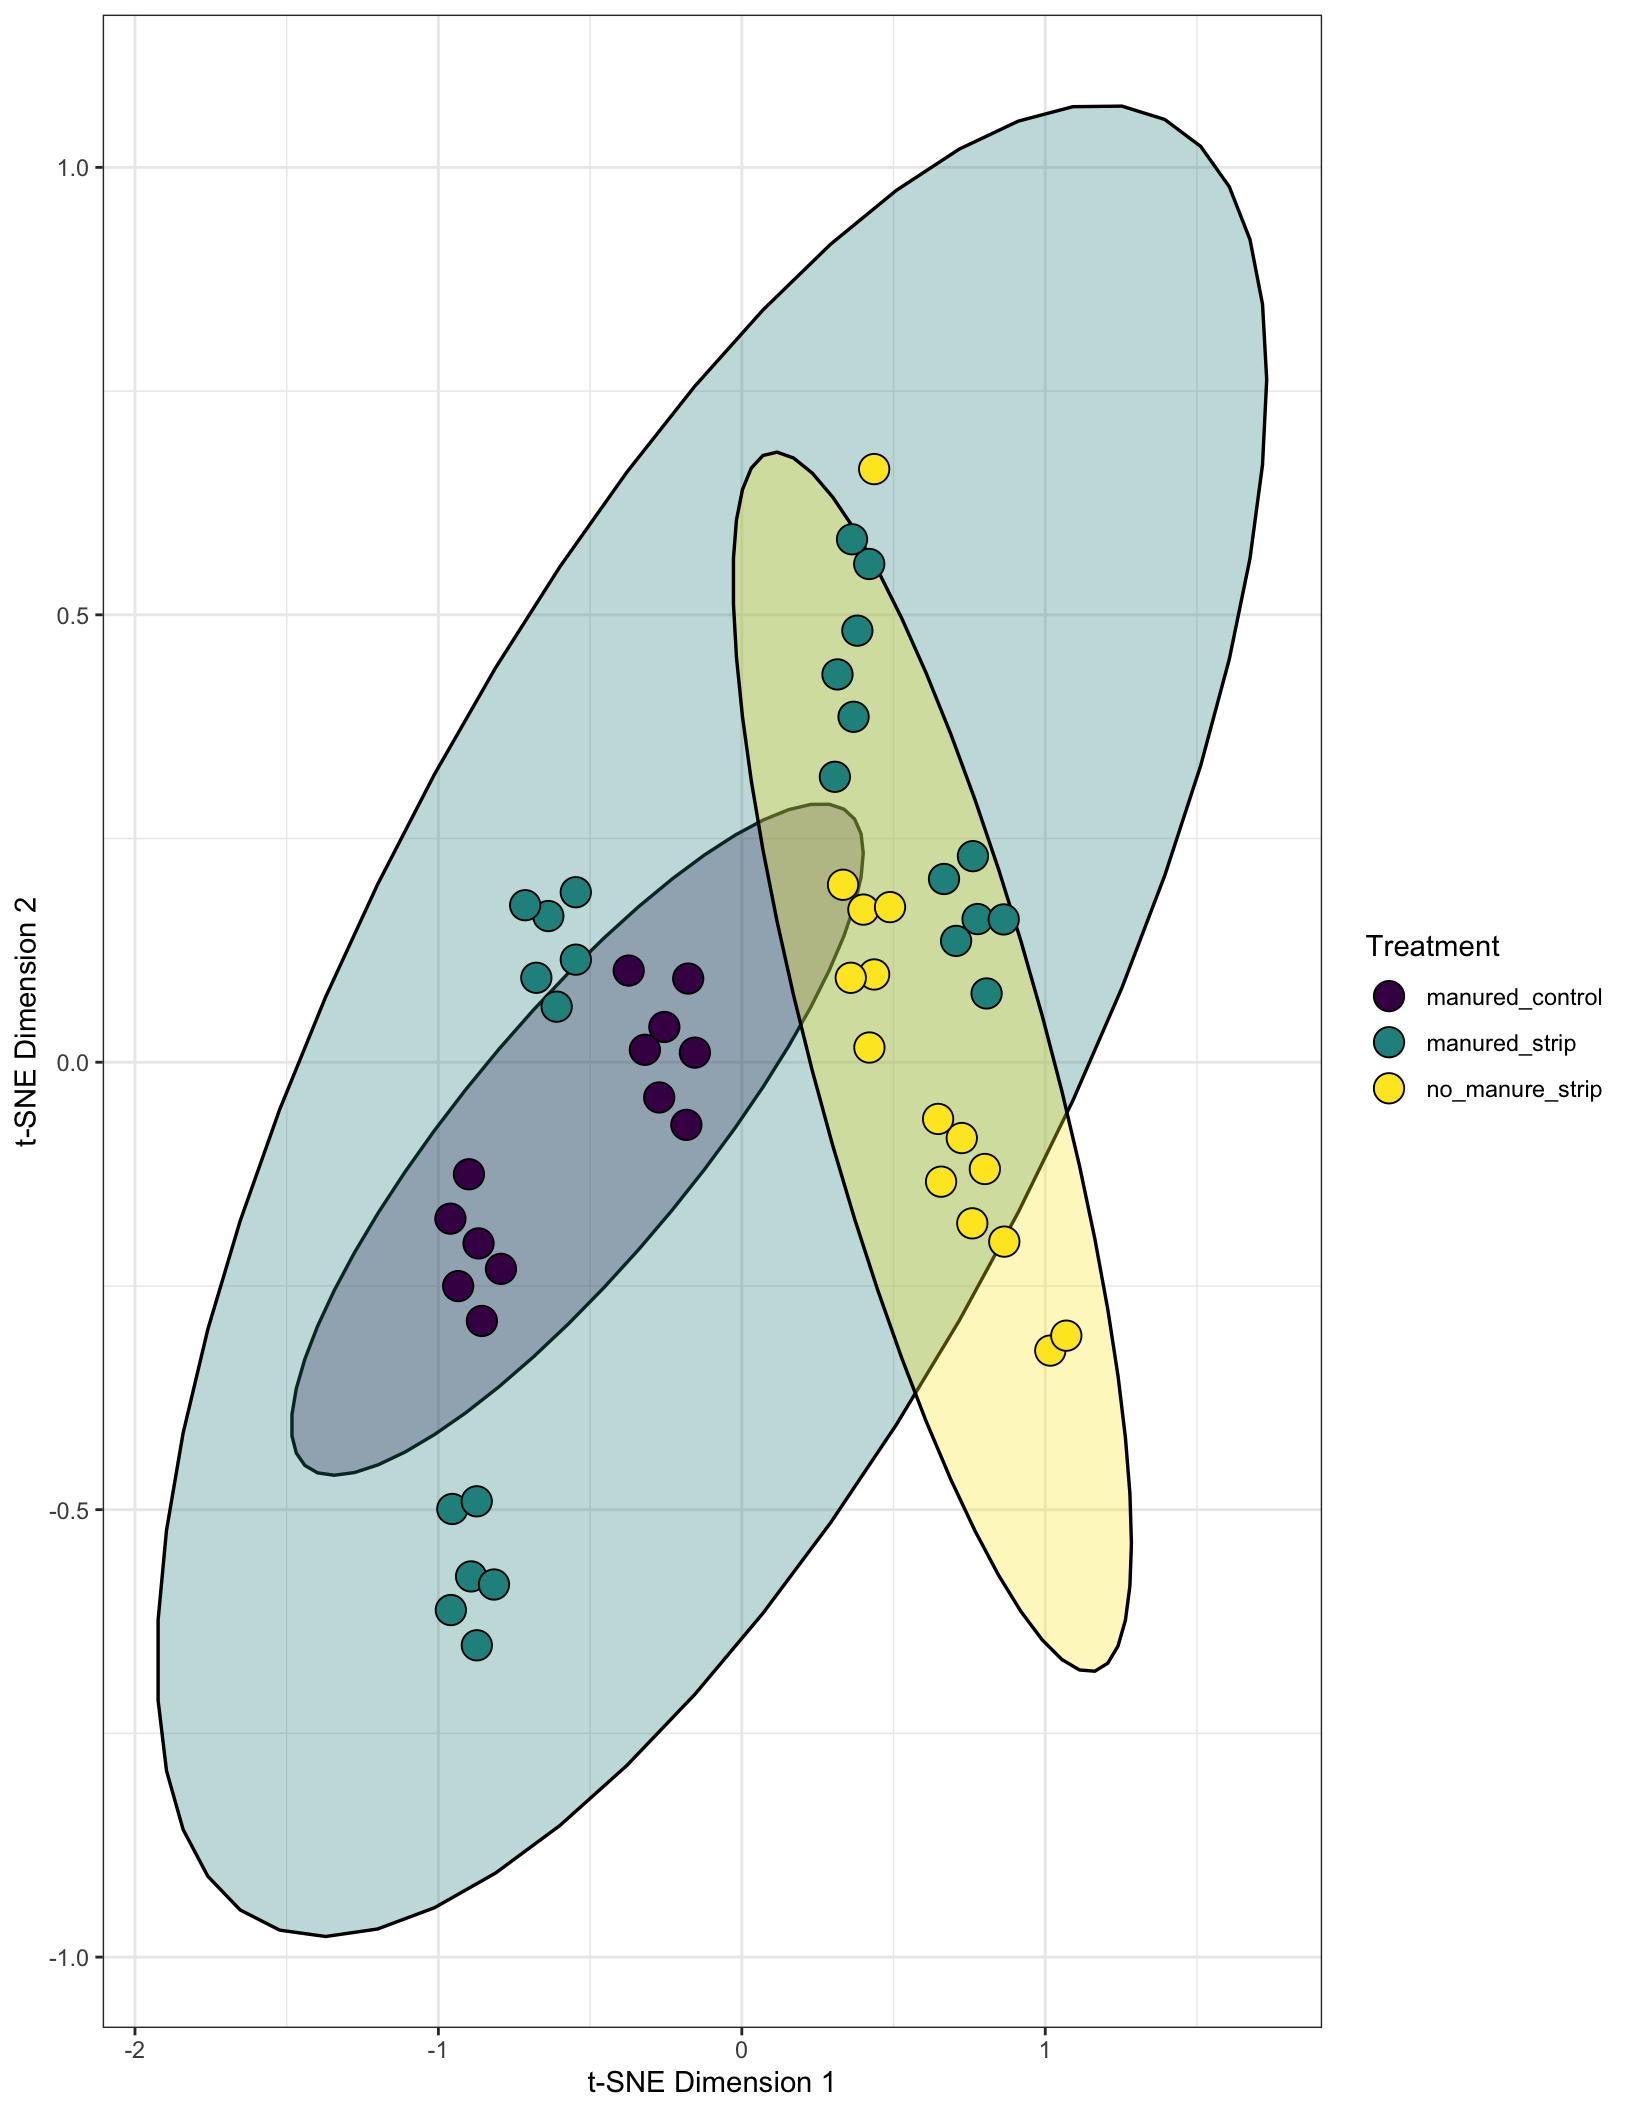 1.0
0.5
0.0
-0.5
-1.0
t-SNE Dimension 2
-2
-1
0
1
t-SNE Dimension 1
Treatment
manured_control
manured_strip
no_manure_strip